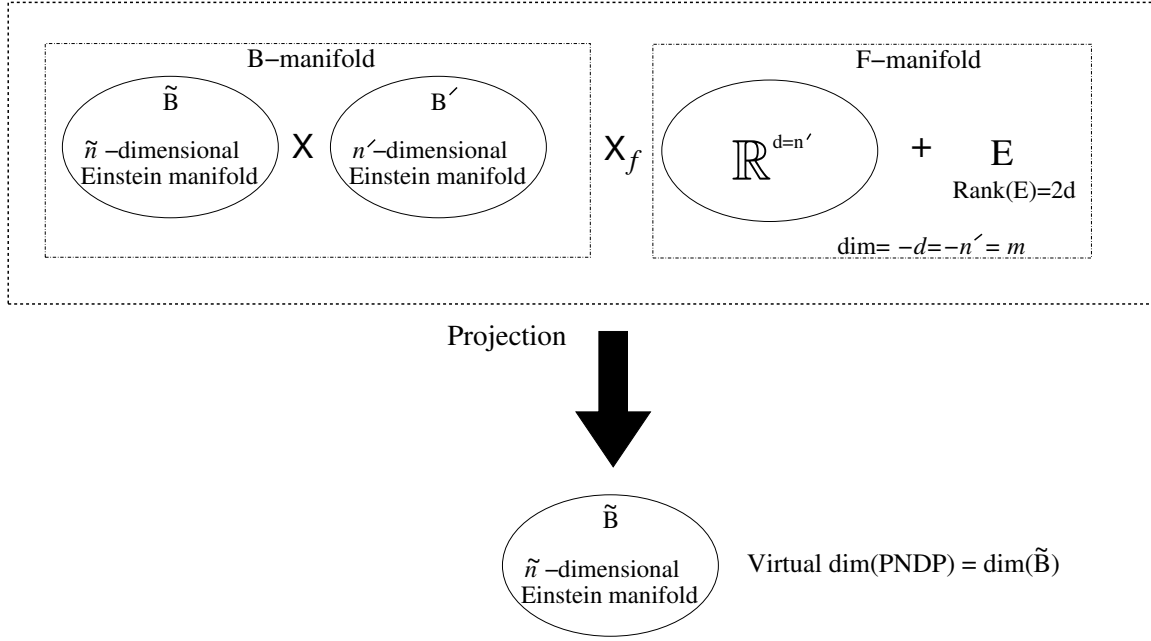 B−manifold
F−manifold
B̃
B′
ñ −dimensional
Einstein manifold
X
n′−dimensional
Einstein manifold
X_f
ℝ^{d=n′}
+
E
Rank(E)=2d
dim= −d=−n′ = m
Projection
B̃
ñ −dimensional
Einstein manifold
Virtual dim(PNDP) = dim(B̃)